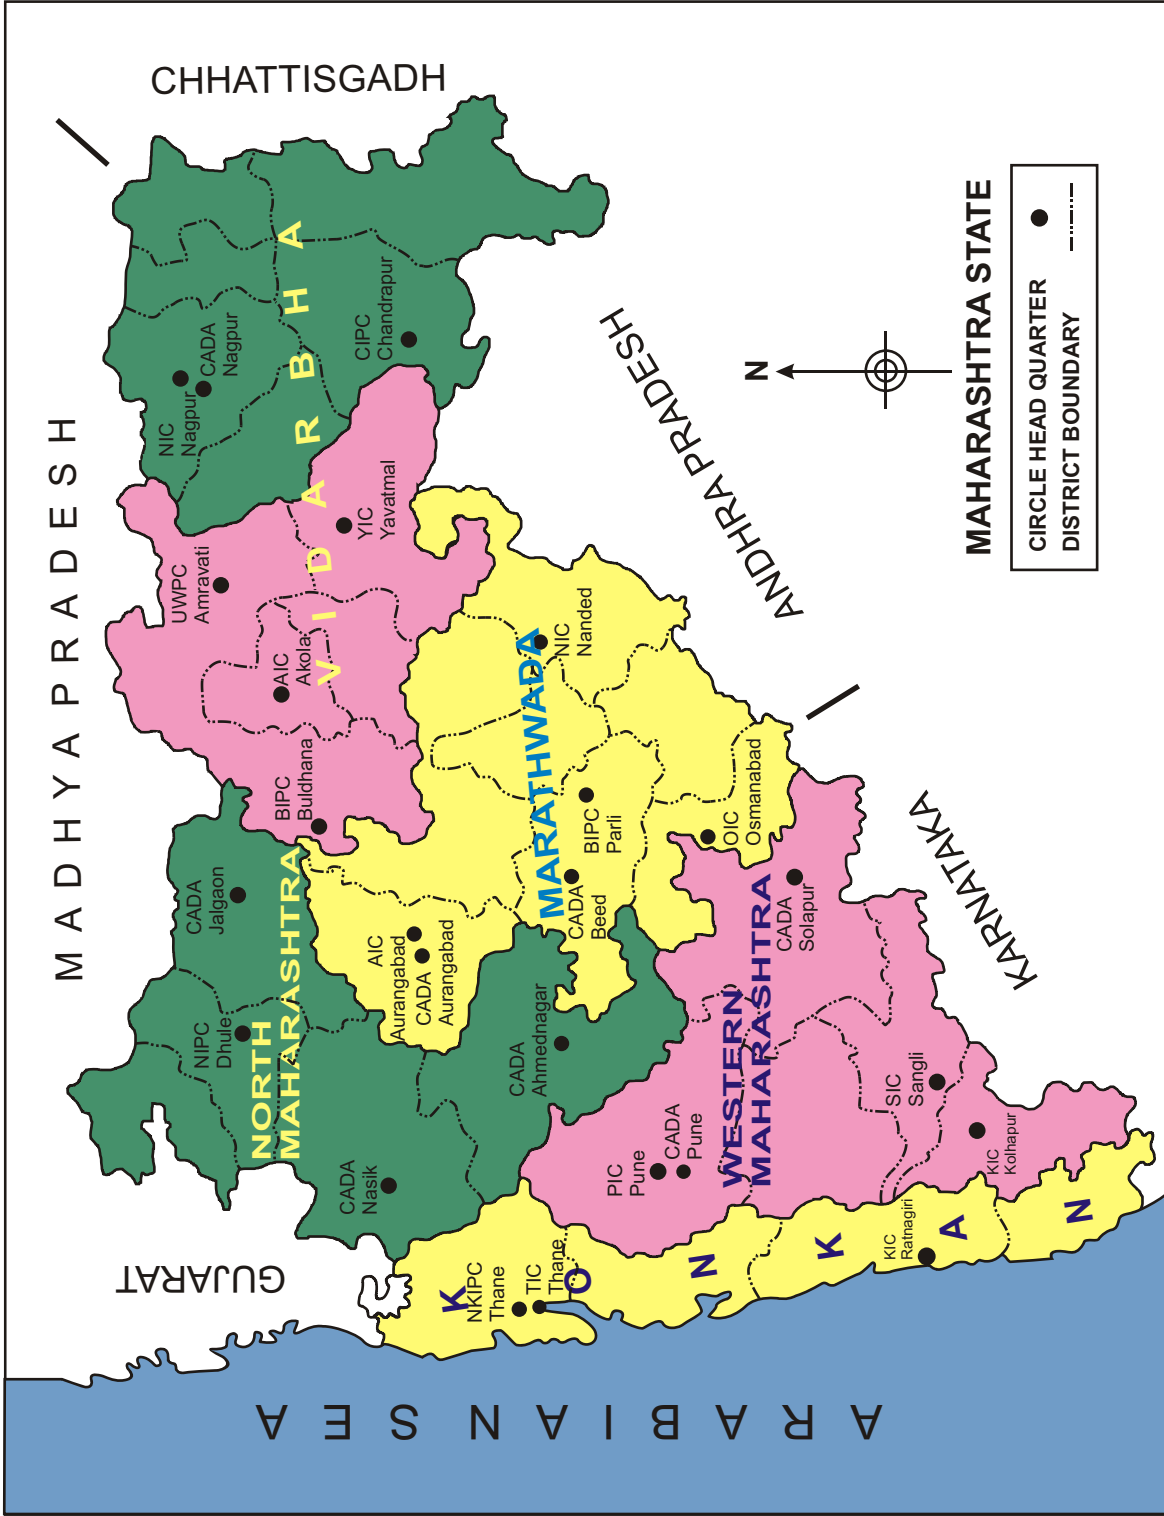 MADHYA PRADESH
CHHATTISGADH
GUJARAT
ARABIAN SEA
ANDHRA PRADESH
KARNATAKA
VIDARBHA
NORTH
MAHARASHTRA
MARATHWADA
WESTERN
MAHARASHTRA
KONKAN
NIC
Nagpur
CADA
Nagpur
CIPC
Chandrapur
UWPC
Amravati
YIC
Yavatmal
AIC
Akola
BIPC
Buldhana
CADA
Jalgaon
NIPC
Dhule
CADA
Nasik
AIC
Aurangabad
CADA
Aurangabad
CADA
Ahmednagar
NIC
Nanded
BIPC
Parli
CADA
Beed
OIC
Osmanabad
CADA
Solapur
PIC
Pune
CADA
Pune
SIC
Sangli
KIC
Kolhapur
KIC
Ratnagiri
NKIPC
Thane
TIC
Thane
N
MAHARASHTRA STATE
CIRCLE HEAD QUARTER
DISTRICT BOUNDARY